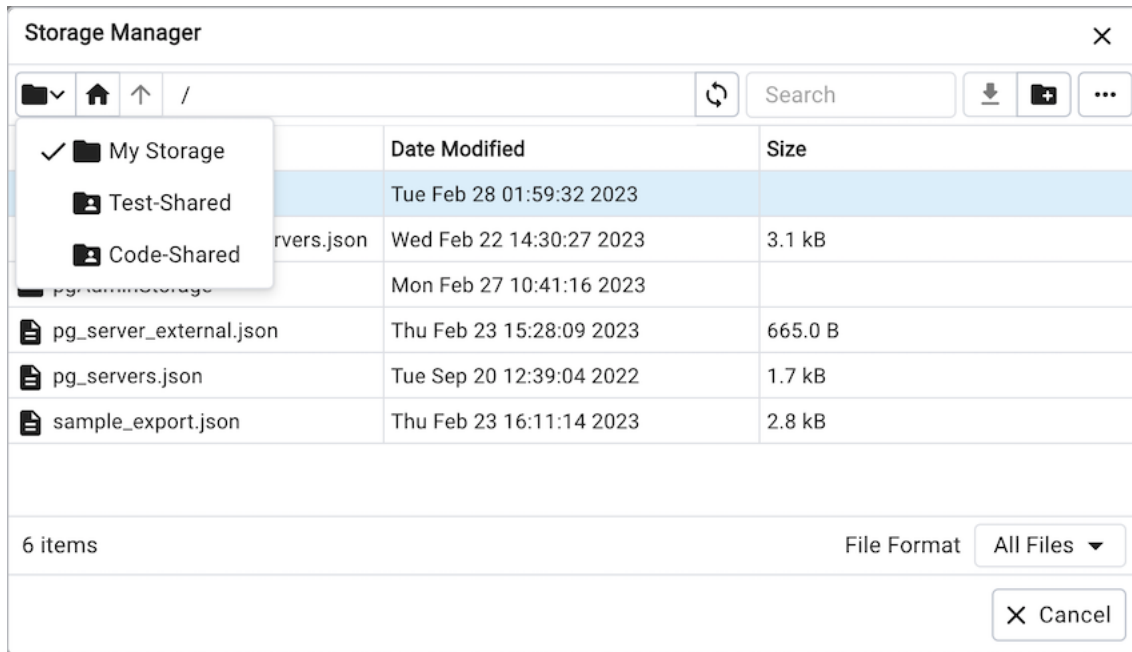 Storage Manager
/
Search
My Storage
Test-Shared
Code-Shared
Date Modified
Size
Tue Feb 28 01:59:32 2023
rvers.json
Wed Feb 22 14:30:27 2023
3.1 kB
pgAdminStorage
Mon Feb 27 10:41:16 2023
pg_server_external.json
Thu Feb 23 15:28:09 2023
665.0 B
pg_servers.json
Tue Sep 20 12:39:04 2022
1.7 kB
sample_export.json
Thu Feb 23 16:11:14 2023
2.8 kB
6 items
File Format
All Files
Cancel